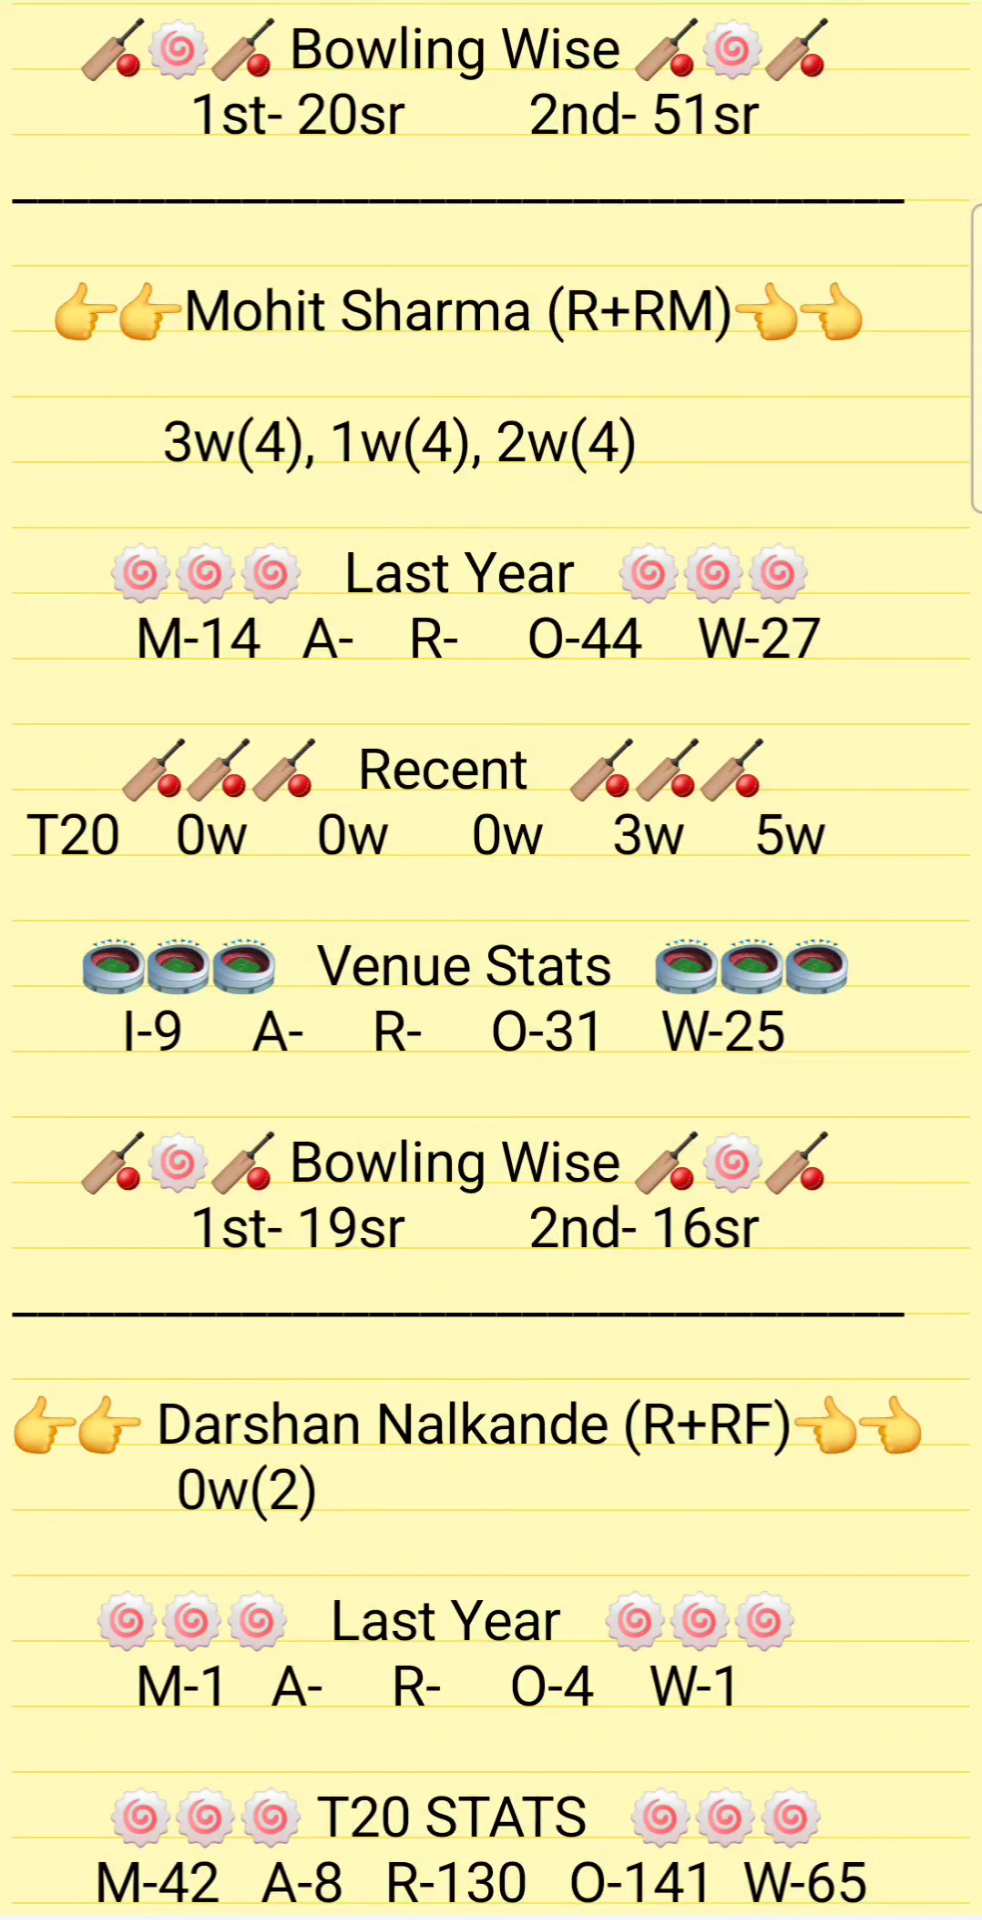 🏏🍥🏏 Bowling Wise 🏏🍥🏏
1st- 20sr 2nd- 51sr
___________________________________
👉👉Mohit Sharma (R+RM)👈👈
3w(4), 1w(4), 2w(4)
🍥🍥🍥 Last Year 🍥🍥🍥
M-14 A- R- O-44 W-27
🏏🏏🏏 Recent 🏏🏏🏏
T20 0w 0w 0w 3w 5w
🏟🏟🏟 Venue Stats 🏟🏟🏟
I-9 A- R- O-31 W-25
🏏🍥🏏 Bowling Wise 🏏🍥🏏
1st- 19sr 2nd- 16sr
___________________________________
👉👉 Darshan Nalkande (R+RF)👈👈
0w(2)
🍥🍥🍥 Last Year 🍥🍥🍥
M-1 A- R- O-4 W-1
🍥🍥🍥 T20 STATS 🍥🍥🍥
M-42 A-8 R-130 O-141 W-65